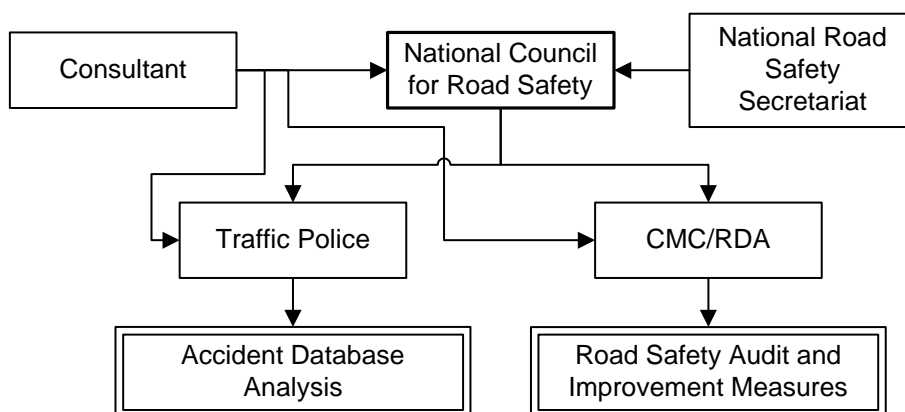 Consultant
National Council
for Road Safety
National Road
Safety
Secretariat
Traffic Police
CMC/RDA
Accident Database
Analysis
Road Safety Audit and
Improvement Measures